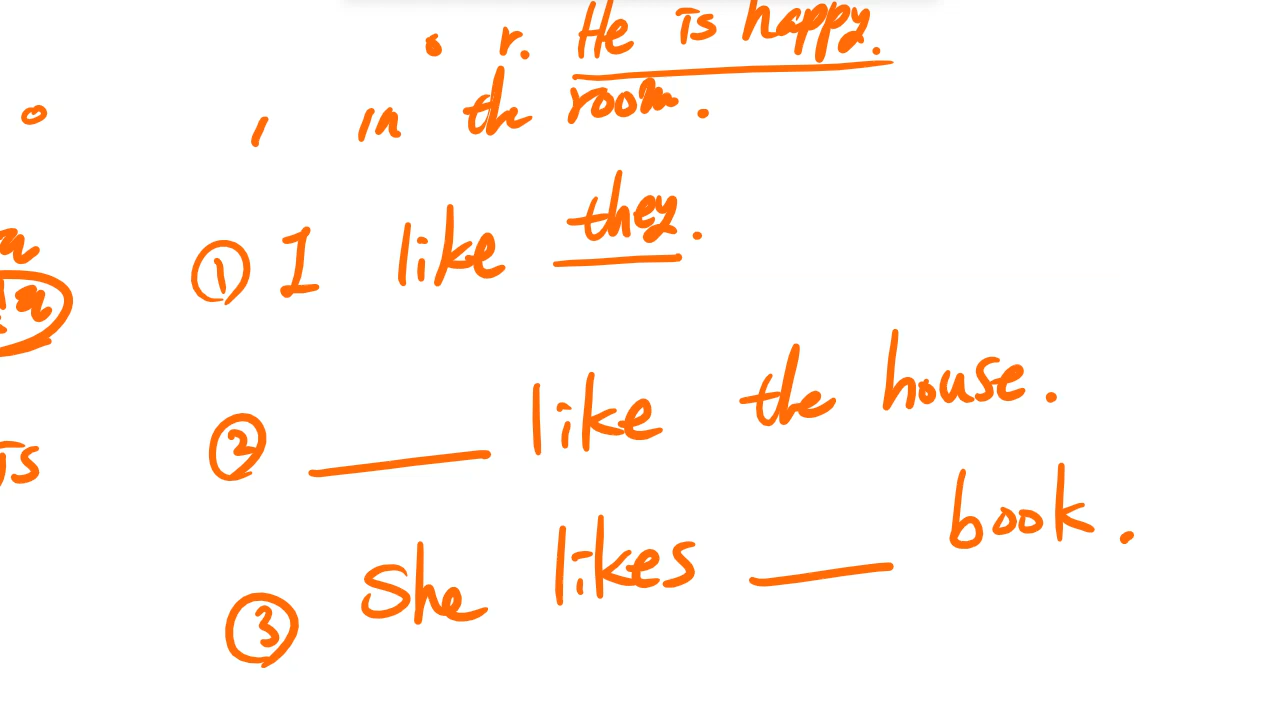 r. He is happy.
in the room.
① I like they.
② ____ like the house.
③ She likes ____ book.
is